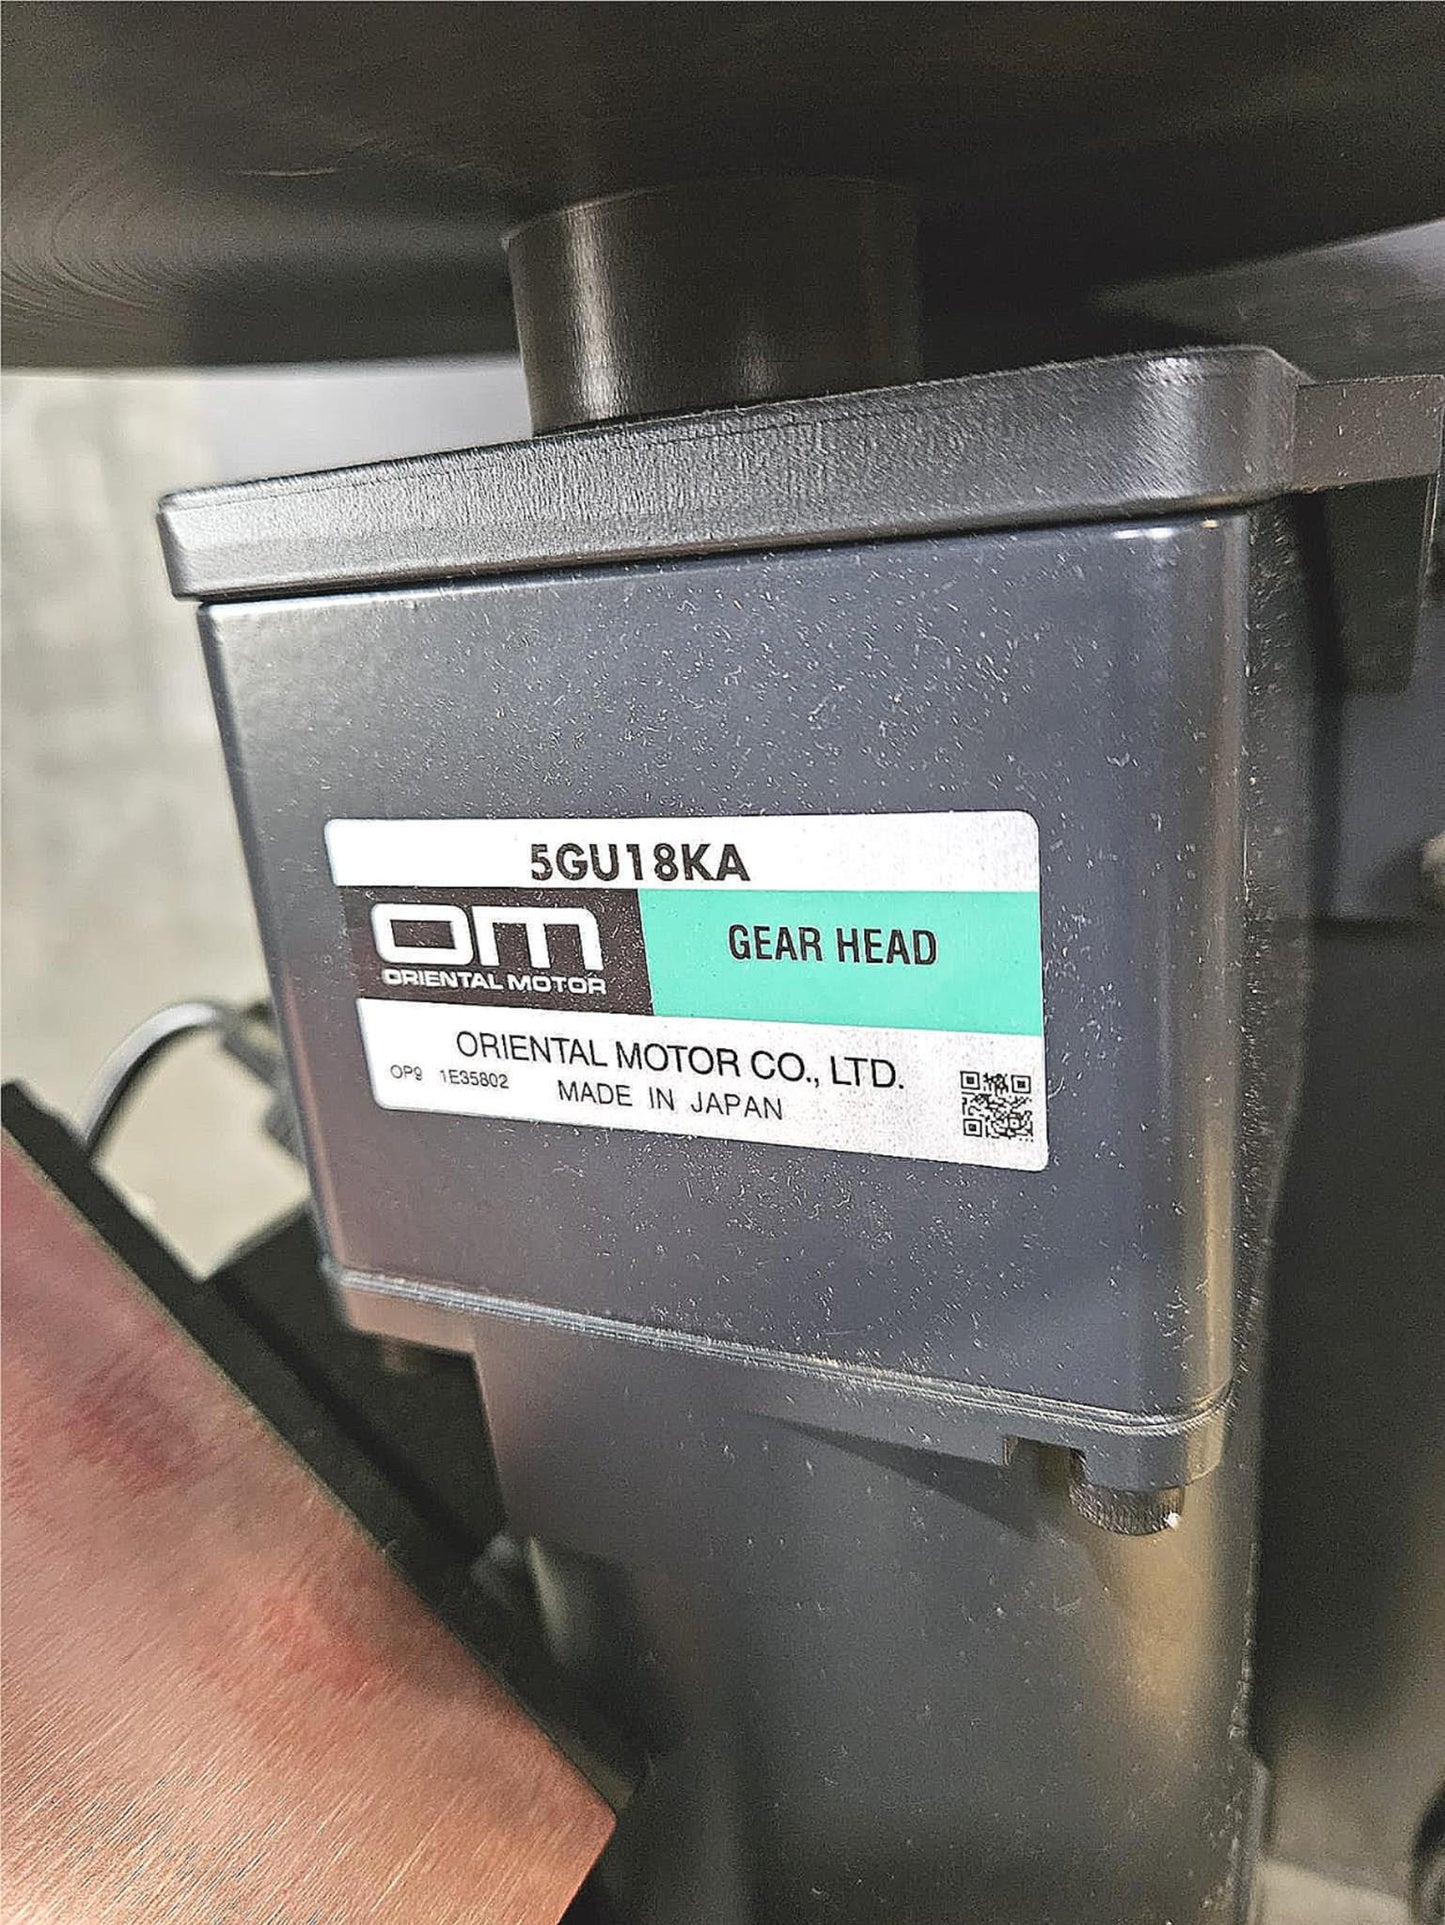 5GU18KA
om
ORIENTAL MOTOR
GEAR HEAD
ORIENTAL MOTOR CO., LTD.
OP9 1E35802
MADE IN JAPAN